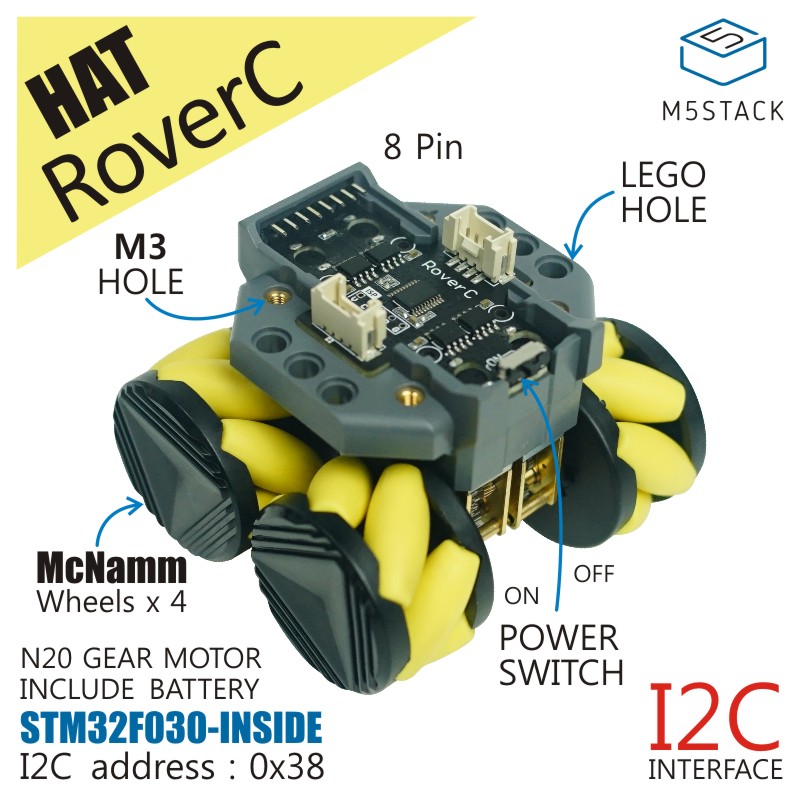 HAT
RoverC
5
M5STACK
8 Pin
LEGO
HOLE
M3
HOLE
RoverC
McNamm
Wheels x 4
ON
OFF
POWER
SWITCH
N20 GEAR MOTOR
INCLUDE BATTERY
STM32F030-INSIDE
I2C address : 0x38
I2C
INTERFACE